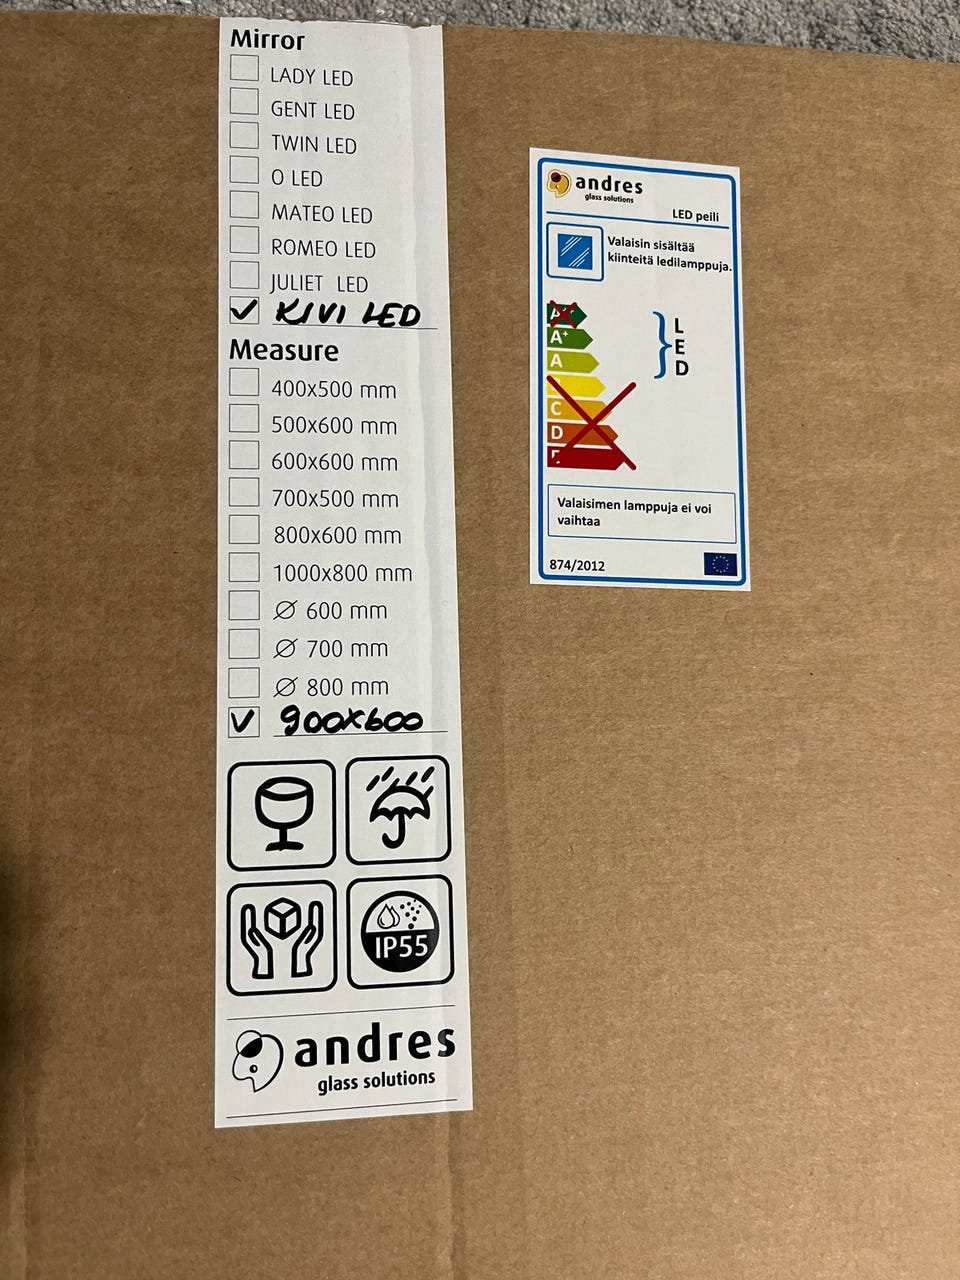 Mirror
LADY LED
GENT LED
TWIN LED
O LED
MATEO LED
ROMEO LED
JULIET LED
KIVI LED
Measure
400x500 mm
500x600 mm
600x600 mm
700x500 mm
800x600 mm
1000x800 mm
Ø 600 mm
Ø 700 mm
Ø 800 mm
900x600
IP55
andres
glass solutions
andres
glass solutions
LED peili
Valaisin sisältää
kiinteitä ledilamppuja.
A+
A
C
D
L
E
D
Valaisimen lamppuja ei voi
vaihtaa
874/2012